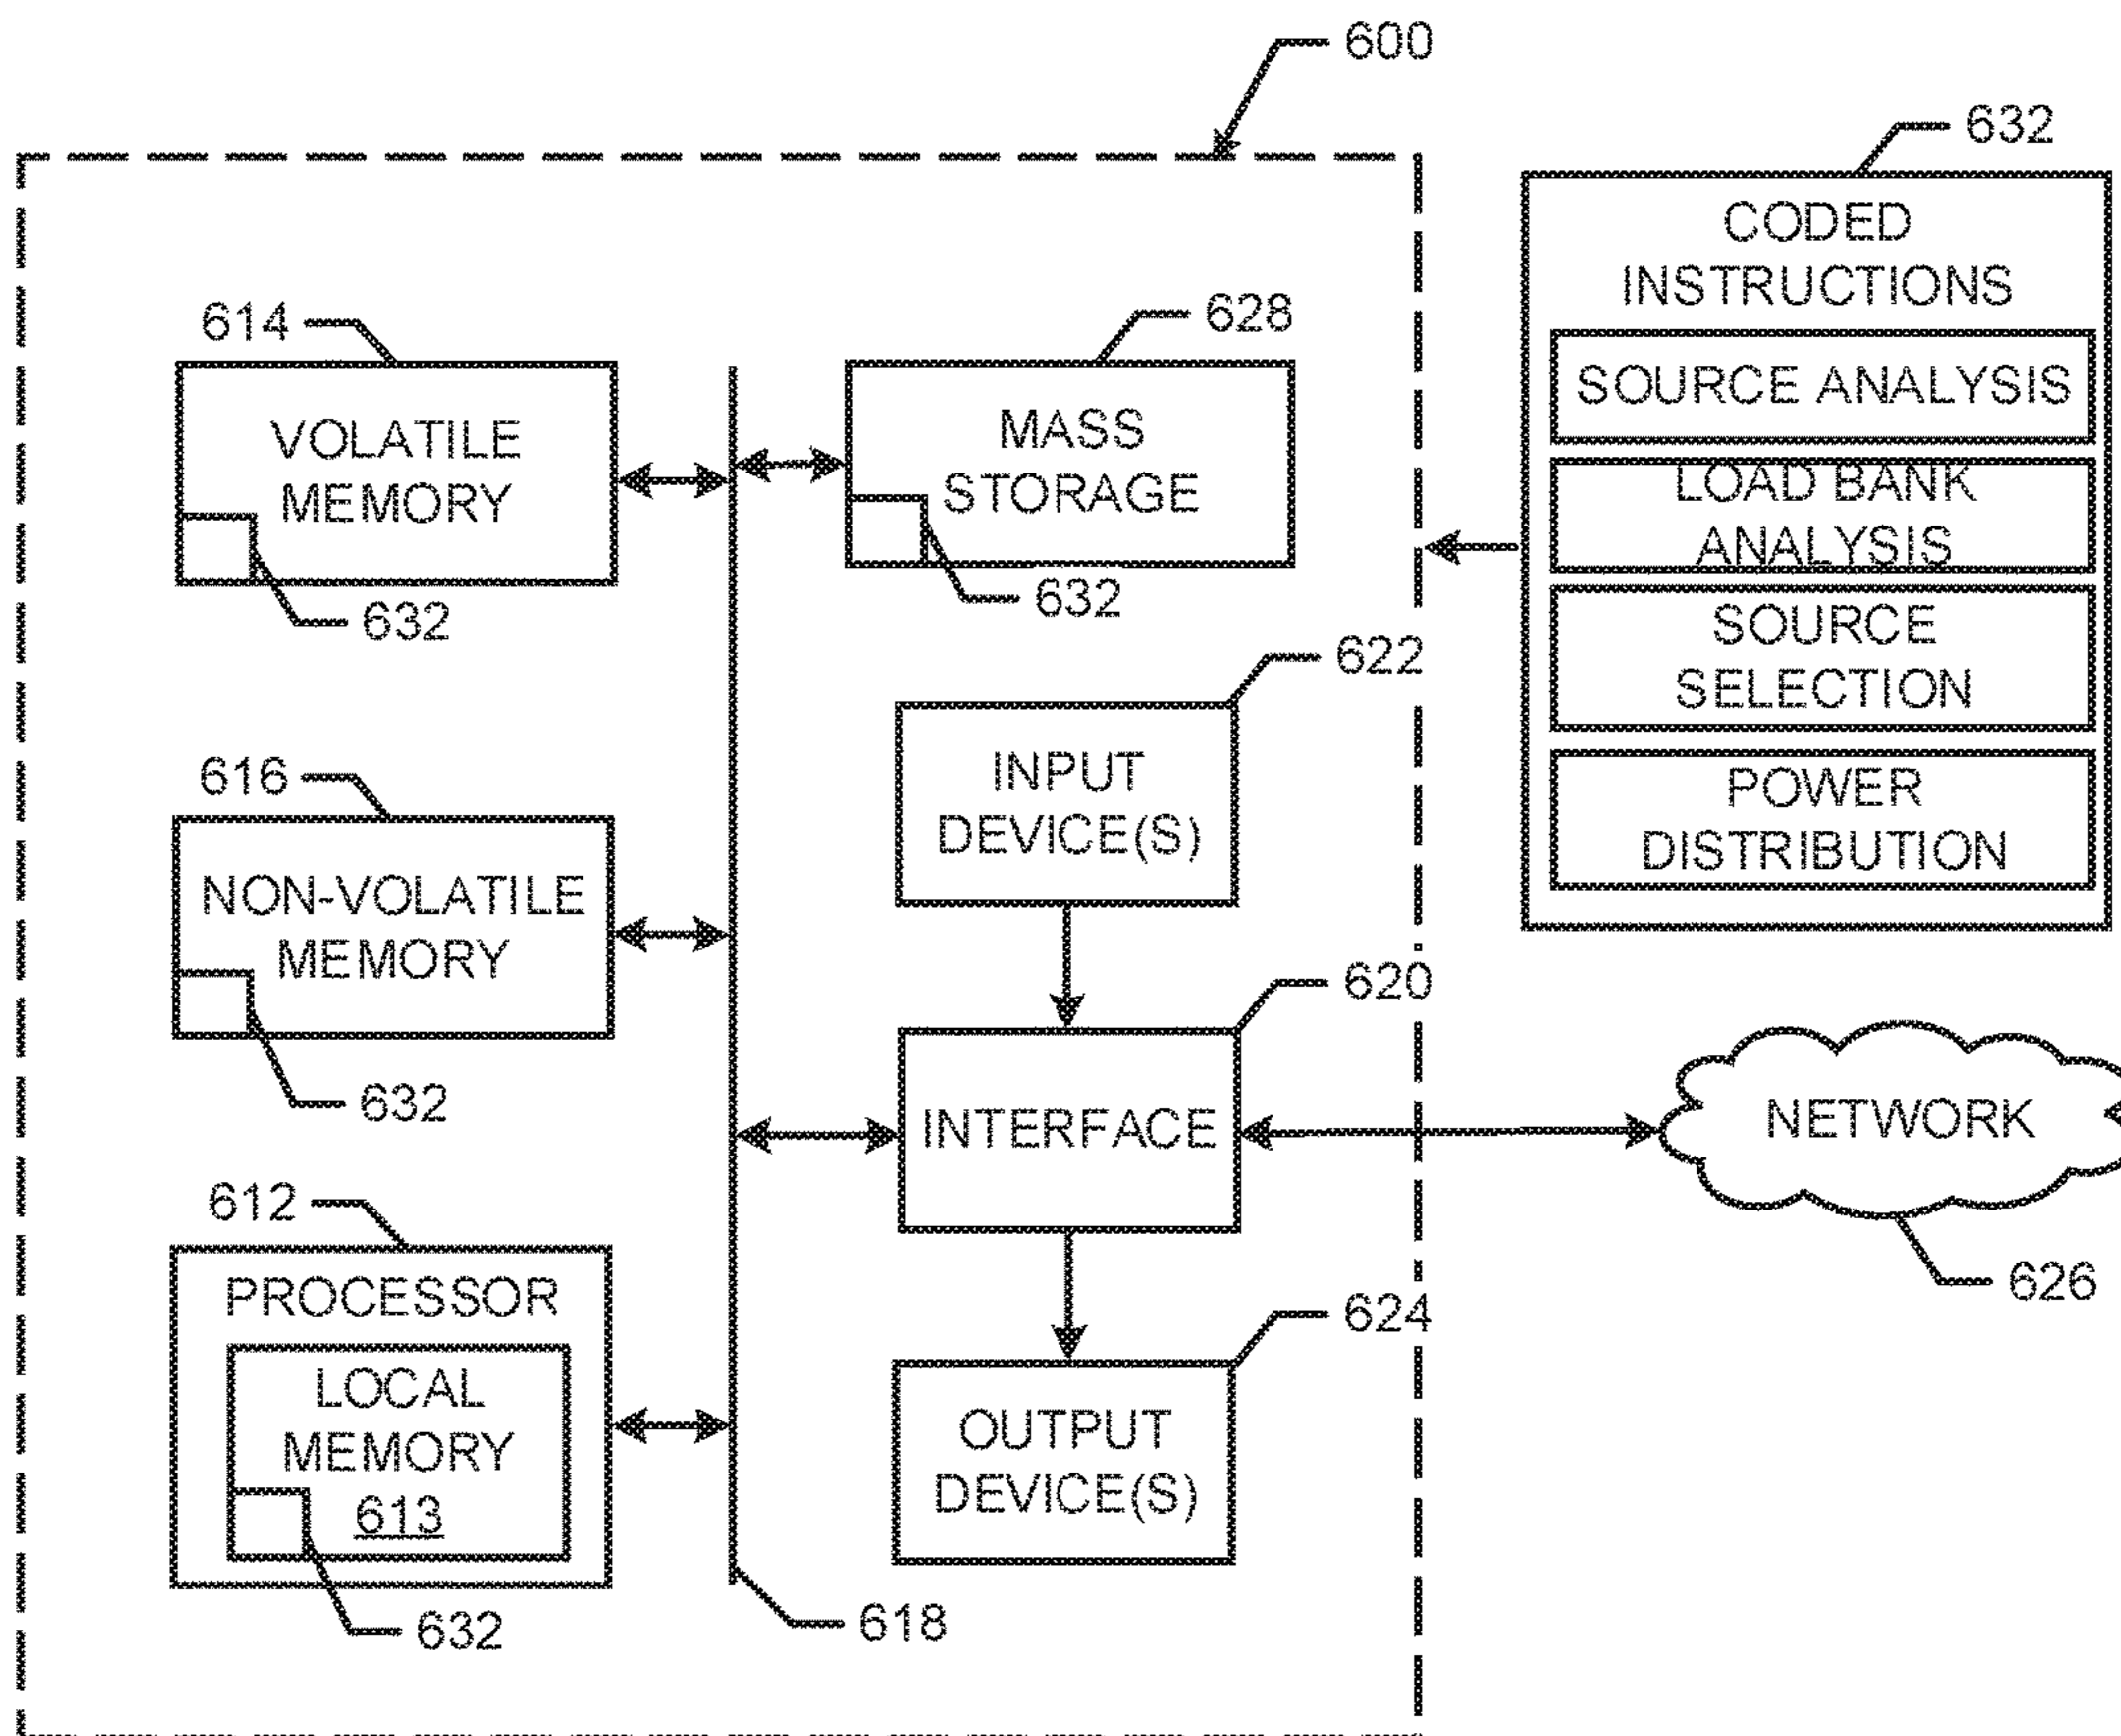 600
632
CODED
INSTRUCTIONS
SOURCE ANALYSIS
LOAD BANK
ANALYSIS
SOURCE
SELECTION
POWER
DISTRIBUTION
614
VOLATILE
MEMORY
632
628
MASS
STORAGE
632
622
INPUT
DEVICE(S)
616
NON-VOLATILE
MEMORY
632
620
INTERFACE
NETWORK
626
612
PROCESSOR
LOCAL
MEMORY
613
632
624
OUTPUT
DEVICE(S)
618